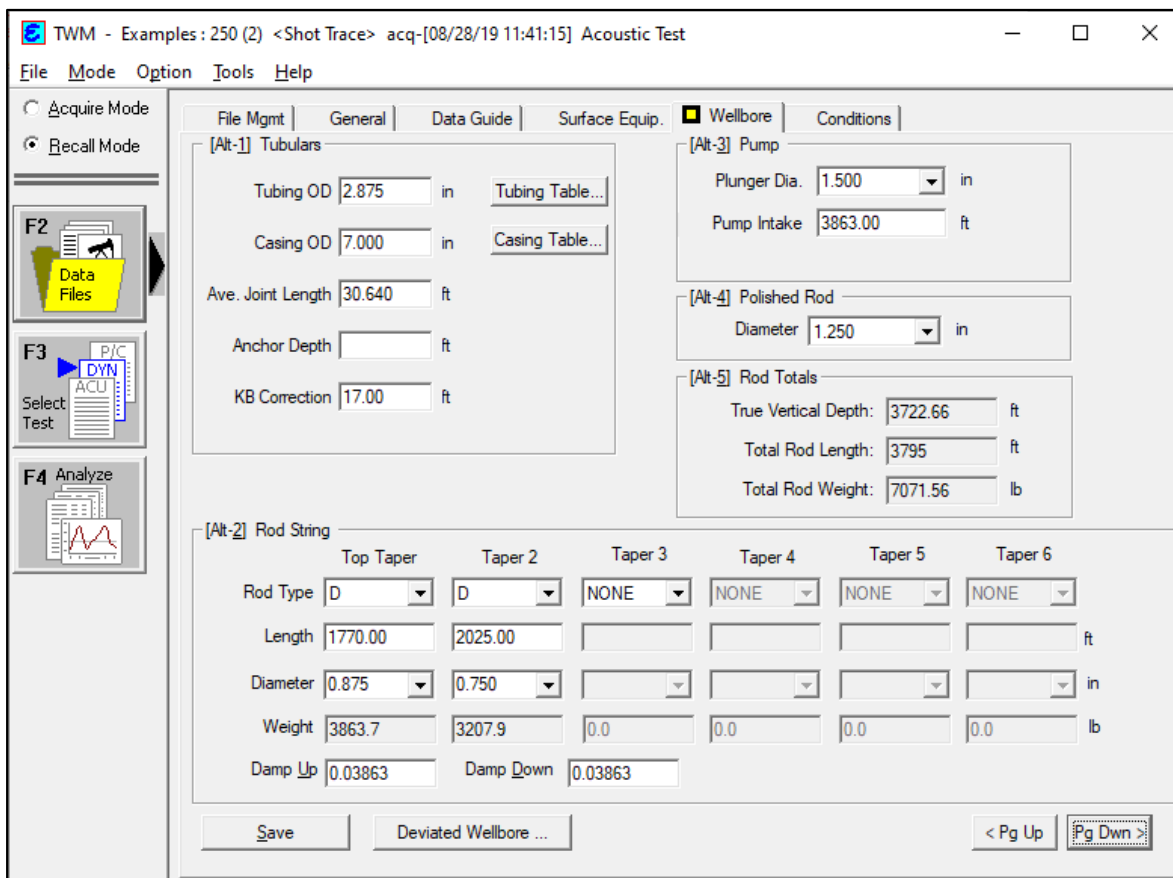 TWM - Examples : 250 (2) <Shot Trace> acq-[08/28/19 11:41:15] Acoustic Test
File Mode Option Tools Help
Acquire Mode
Recall Mode
F2
Data
Files
F3
P/C
DYN
ACU
Select
Test
F4 Analyze
File Mgmt General Data Guide Surface Equip. Wellbore Conditions
[Alt-1] Tubulars
Tubing OD 2.875 in Tubing Table...
Casing OD 7.000 in Casing Table...
Ave. Joint Length 30.640 ft
Anchor Depth ft
KB Correction 17.00 ft
[Alt-3] Pump
Plunger Dia. 1.500 in
Pump Intake 3863.00 ft
[Alt-4] Polished Rod
Diameter 1.250 in
[Alt-5] Rod Totals
True Vertical Depth: 3722.66 ft
Total Rod Length: 3795 ft
Total Rod Weight: 7071.56 lb
[Alt-2] Rod String
Top Taper Taper 2 Taper 3 Taper 4 Taper 5 Taper 6
Rod Type D D NONE NONE NONE NONE
Length 1770.00 2025.00 ft
Diameter 0.875 0.750 in
Weight 3863.7 3207.9 0.0 0.0 0.0 0.0 lb
Damp Up 0.03863 Damp Down 0.03863
Save Deviated Wellbore ... < Pg Up Pg Dwn >